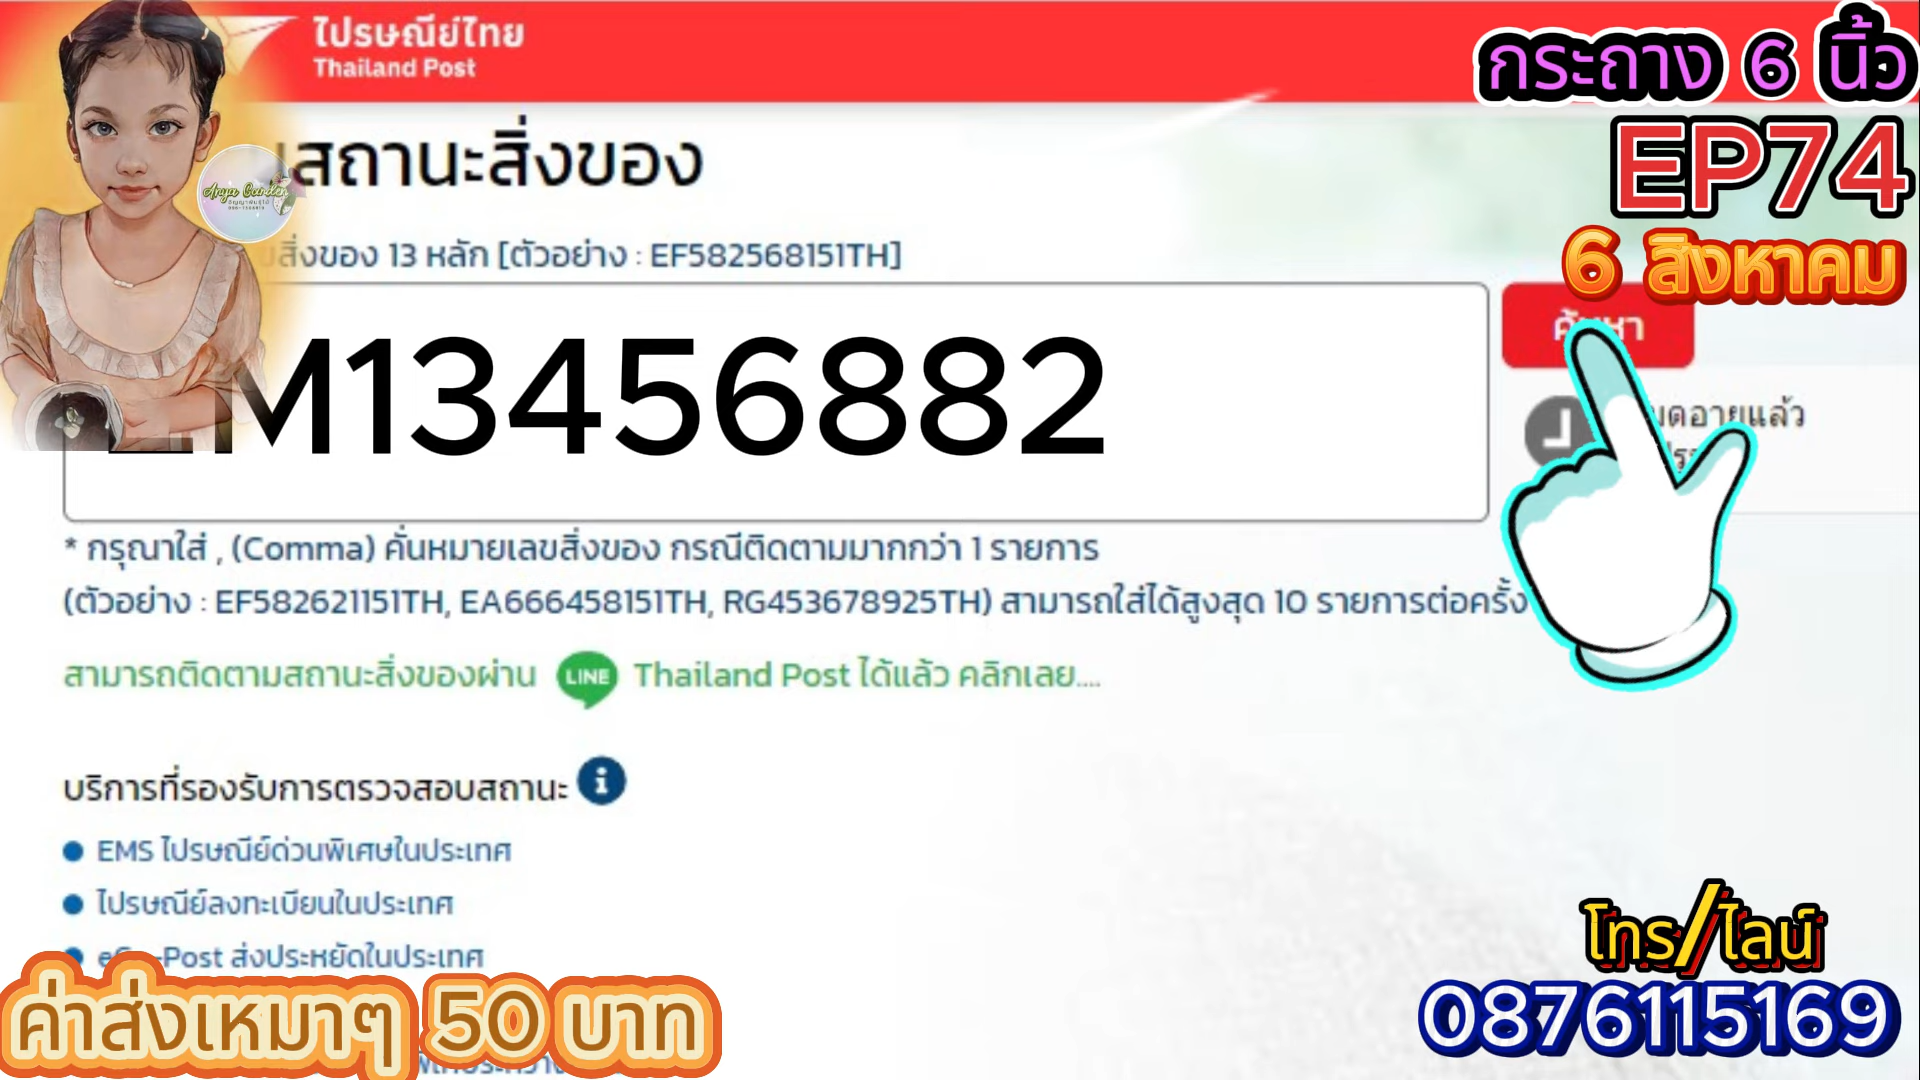 ไปรษณีย์ไทย
Thailand Post
กระถาง 6 นิ้ว
EP74
6 สิงหาคม
สถานะสิ่งของ
Anya Garden
สิ่งของ 13 หลัก [ตัวอย่าง : EF582568151TH]
ค้นหา
M13456882
* กรุณาใส่ , (Comma) คั่นหมายเลขสิ่งของ กรณีติดตามมากกว่า 1 รายการ
(ตัวอย่าง : EF582621151TH, EA666458151TH, RG453678925TH) สามารถใส่ได้สูงสุด 10 รายการต่อครั้ง
สามารถติดตามสถานะสิ่งของผ่าน LINE Thailand Post ได้แล้ว คลิกเลย....
บริการที่รองรับการตรวจสอบสถานะ
EMS ไปรษณีย์ด่วนพิเศษในประเทศ
ไปรษณีย์ลงทะเบียนในประเทศ
-Post ส่งประหยัดในประเทศ
ค่าส่งเหมาๆ 50 บาท
โทร/ไลน์
0876115169